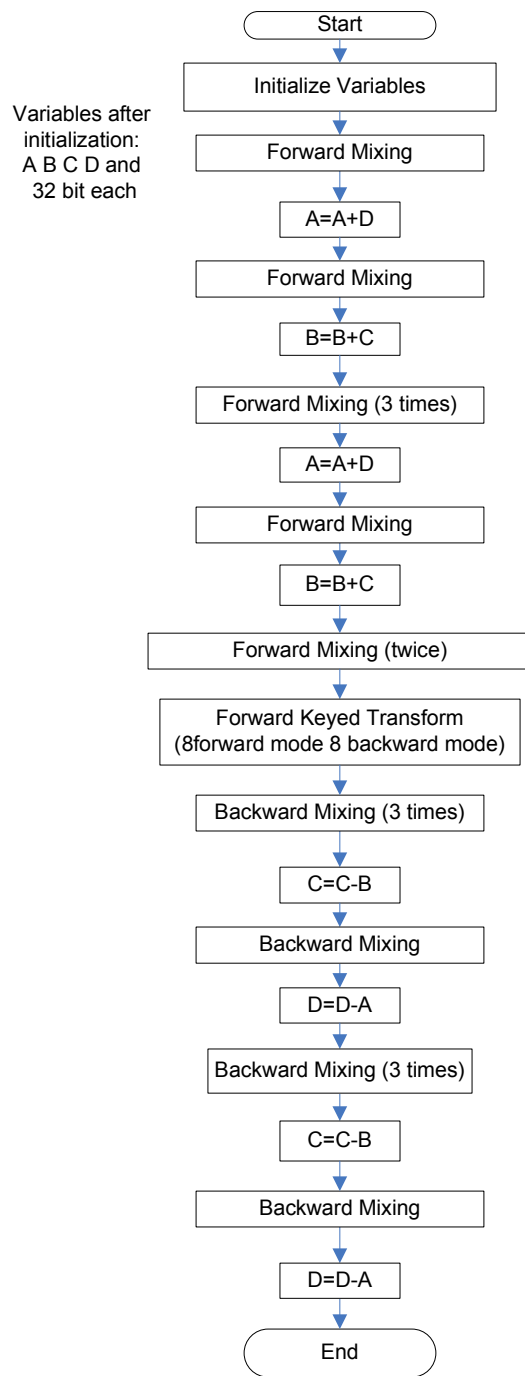 Start
Initialize Variables
Variables after
initialization:
A B C D and
32 bit each
Forward Mixing
A=A+D
Forward Mixing
B=B+C
Forward Mixing (3 times)
A=A+D
Forward Mixing
B=B+C
Forward Mixing (twice)
Forward Keyed Transform
(8forward mode 8 backward mode)
Backward Mixing (3 times)
C=C-B
Backward Mixing
D=D-A
Backward Mixing (3 times)
C=C-B
Backward Mixing
D=D-A
End